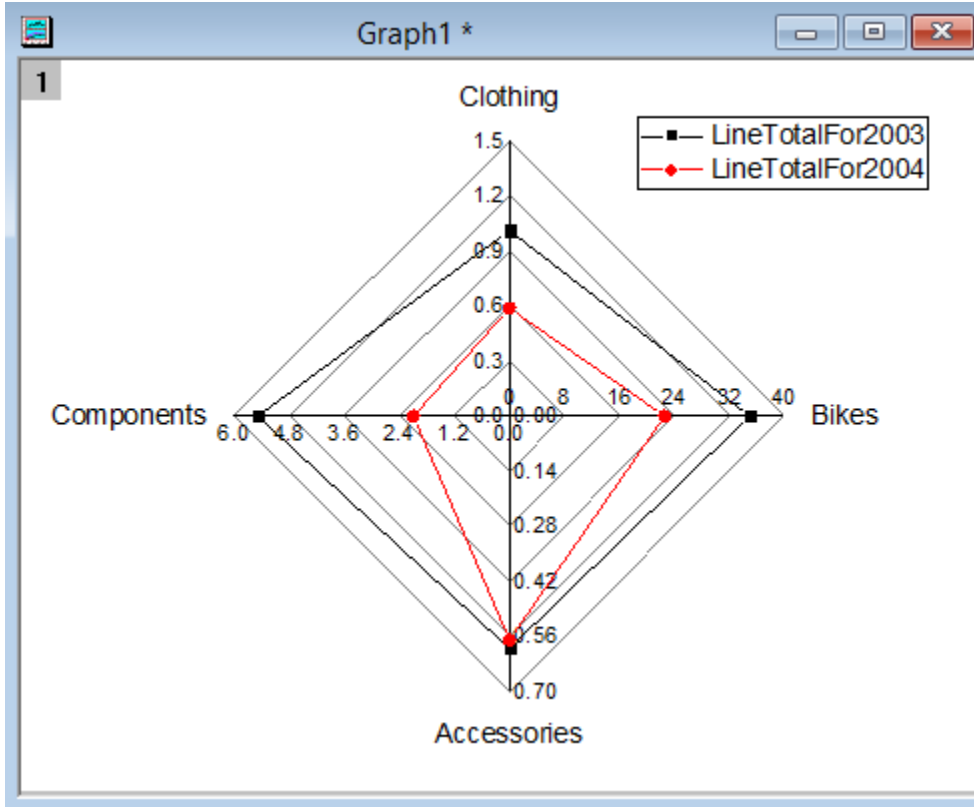 Graph1 *
1
Clothing
LineTotalFor2003
LineTotalFor2004
1.5
1.2
0.9
0.6
0.3
0 8 16 24 32 40
Components 0.0 0.00 Bikes
6.0 4.8 3.6 2.4 1.2 0.0
0.14
0.28
0.42
0.56
0.70
Accessories